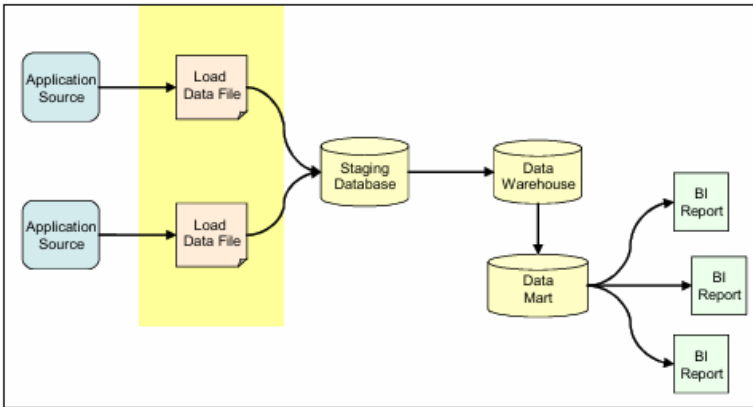 Application
Source
Load
Data File
Staging
Database
Data
Warehouse
BI
Report
Application
Source
Load
Data File
Data
Mart
BI
Report
BI
Report